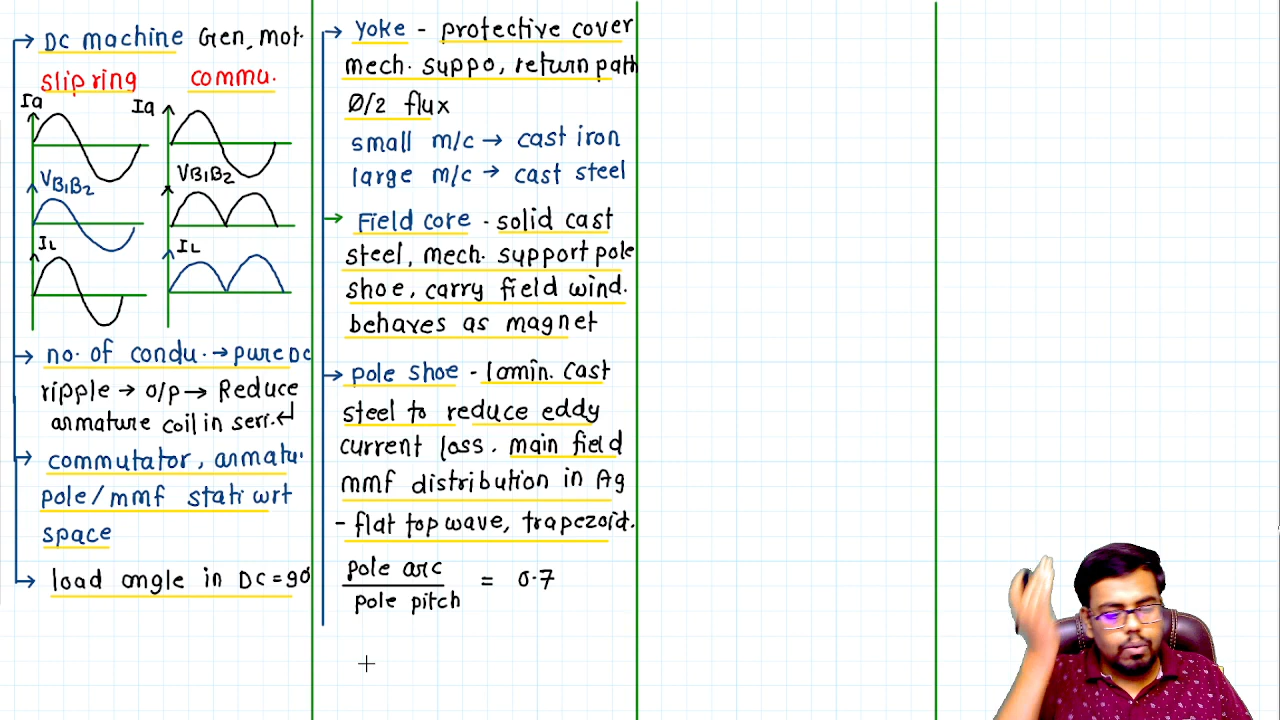 DC machine Gen, mot.
slip ring commu.
Ia Ia
VB1B2 VB1B2
IL IL
no. of condu. → pure DC
ripple → o/p → Reduce
armature coil in seri.
commutator, armatu.
pole/mmf stati wrt
space
load angle in DC = 90
Yoke - protective cover
mech. suppo, return path
Ø/2 flux
small m/c → cast iron
large m/c → cast steel
Field core - solid cast
steel, mech. support pole
shoe, carry field wind.
behaves as magnet
pole shoe - lamin. cast
steel to reduce eddy
current loss. main field
mmf distribution in Ag
- flat top wave, trapezoid.
pole arc
pole pitch = 0.7